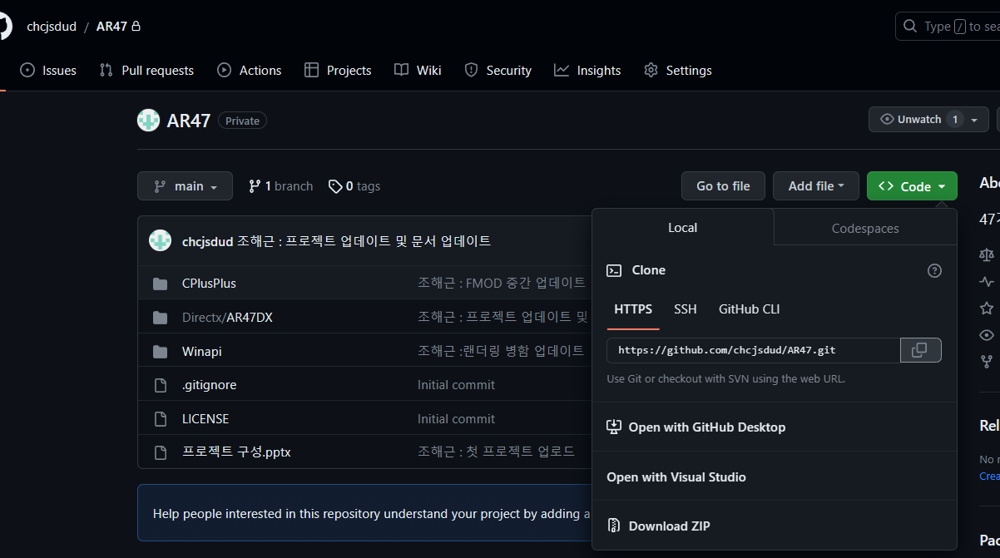 chcjsdud / AR47
Type / to sea
Issues Pull requests Actions Projects Wiki Security Insights Settings
AR47 Private
Unwatch 1
main 1 branch 0 tags
Go to file Add file <> Code
chcjsdud 조해근 : 프로젝트 업데이트 및 문서 업데이트
CPlusPlus 조해근 : FMOD 중간 업데이트
Directx/AR47DX 조해근 : 프로젝트 업데이트 및
Winapi 조해근 :랜더링 병합 업데이트
.gitignore Initial commit
LICENSE Initial commit
프로젝트 구성.pptx 조해근 : 첫 프로젝트 업로드
Help people interested in this repository understand your project by adding a
Local Codespaces
Clone
HTTPS SSH GitHub CLI
https://github.com/chcjsdud/AR47.git
Use Git or checkout with SVN using the web URL.
Open with GitHub Desktop
Open with Visual Studio
Download ZIP
Abo
47
Rel
No r
Crea
Pac